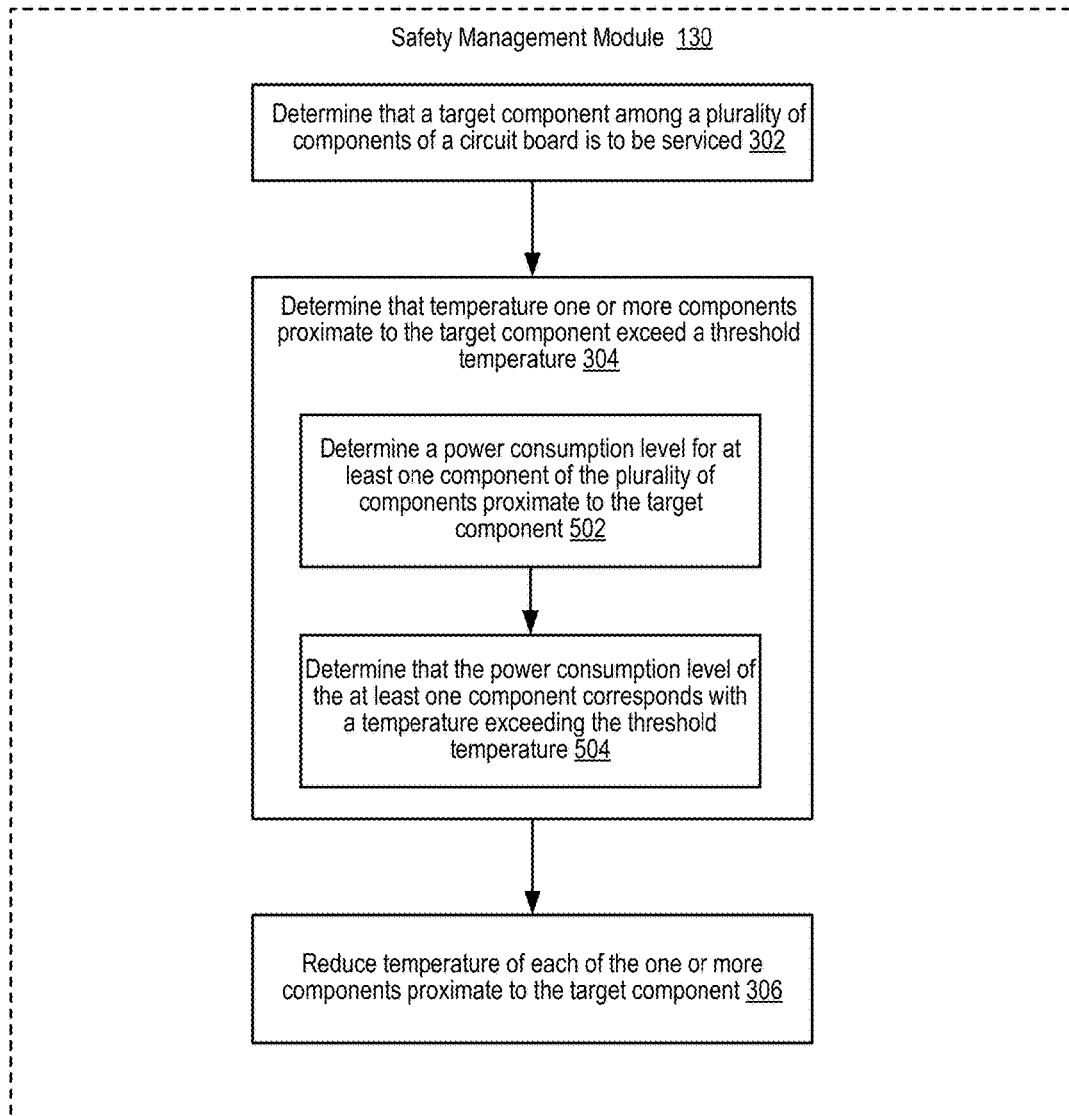 Safety Management Module 130
Determine that a target component among a plurality of
components of a circuit board is to be serviced 302
Determine that temperature one or more components
proximate to the target component exceed a threshold
temperature 304
Determine a power consumption level for at
least one component of the plurality of
components proximate to the target
component 502
Determine that the power consumption level of
the at least one component corresponds with
a temperature exceeding the threshold
temperature 504
Reduce temperature of each of the one or more
components proximate to the target component 306